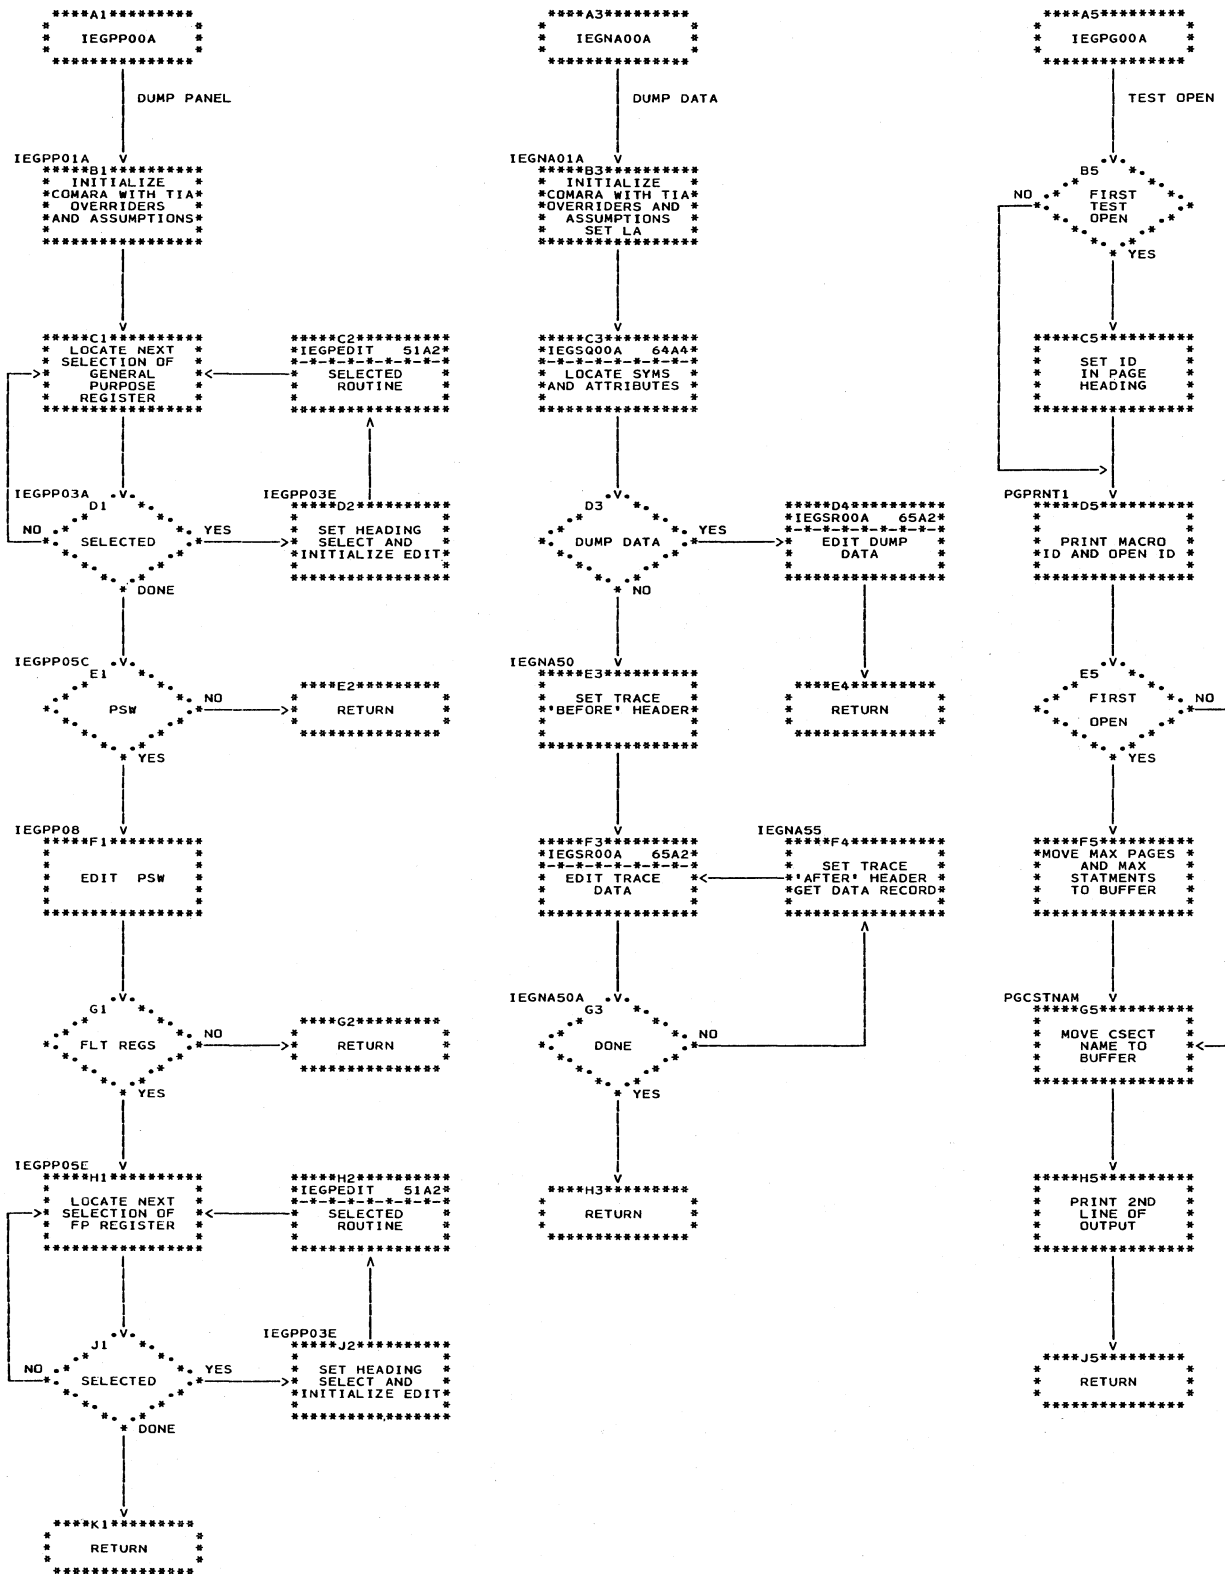 A1
IEGPP00A
DUMP PANEL
IEGPP01A
B1
INITIALIZE
COMARA WITH TIA
OVERRIDERS
AND ASSUMPTIONS
C1
LOCATE NEXT
SELECTION OF
GENERAL
PURPOSE
REGISTER
C2
IEGPEDIT 51A2
SELECTED
ROUTINE
IEGPP03A
D1
NO
SELECTED
YES
DONE
IEGPP03E
D2
SET HEADING
SELECT AND
INITIALIZE EDIT
IEGPP05C
E1
PSW
NO
YES
E2
RETURN
IEGPP08
F1
EDIT PSW
G1
FLT REGS
NO
YES
G2
RETURN
IEGPP05E
H1
LOCATE NEXT
SELECTION OF
FP REGISTER
H2
IEGPEDIT 51A2
SELECTED
ROUTINE
J1
NO
SELECTED
YES
DONE
IEGPP03E
J2
SET HEADING
SELECT AND
INITIALIZE EDIT
K1
RETURN
A3
IEGNA00A
DUMP DATA
IEGNA01A
B3
INITIALIZE
COMARA WITH TIA
OVERRIDERS AND
ASSUMPTIONS
SET LA
C3
IEGSQ00A 64A4
LOCATE SYMS
AND ATTRIBUTES
D3
DUMP DATA
YES
NO
D4
IEGSR00A 65A2
EDIT DUMP
DATA
E4
RETURN
IEGNA50
E3
SET TRACE
'BEFORE' HEADER
F3
IEGSR00A 65A2
EDIT TRACE
DATA
IEGNA55
F4
SET TRACE
'AFTER' HEADER
GET DATA RECORD
IEGNA50A
G3
DONE
NO
YES
H3
RETURN
A5
IEGPG00A
TEST OPEN
B5
NO
FIRST
TEST
OPEN
YES
C5
SET ID
IN PAGE
HEADING
PGPRNT1
D5
PRINT MACRO
ID AND OPEN ID
E5
FIRST
OPEN
NO
YES
F5
MOVE MAX PAGES
AND MAX
STATMENTS
TO BUFFER
PGCSTNAM
G5
MOVE CSECT
NAME TO
BUFFER
H5
PRINT 2ND
LINE OF
OUTPUT
J5
RETURN